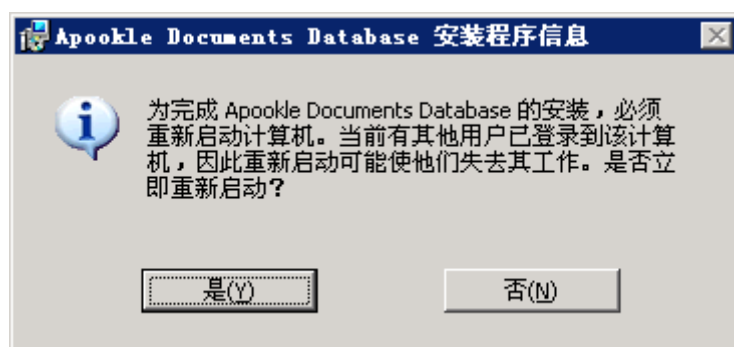 Apookle Documents Database 安装程序信息
为完成 Apookle Documents Database 的安装，必须
重新启动计算机。当前有其他用户已登录到该计算
机，因此重新启动可能使他们失去其工作。是否立
即重新启动?
是(Y)
否(N)